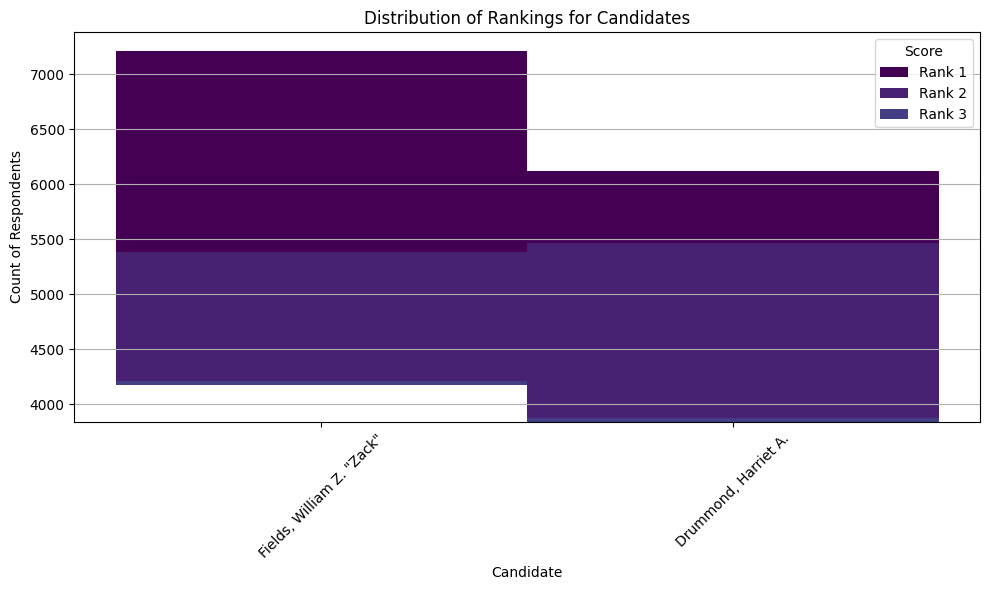 Distribution of Rankings for Candidates
Score
Rank 1
Rank 2
Rank 3
7000
6500
6000
5500
5000
4500
4000
Count of Respondents
Fields, William Z. "Zack"
Drummond, Harriet A.
Candidate